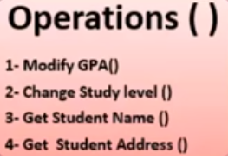 Operations ( )
1- Modify GPA()
2- Change Study level ()
3- Get Student Name ()
4- Get Student Address ()